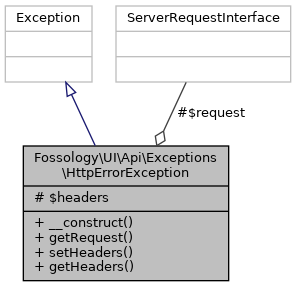 Exception
ServerRequestInterface
#$request
Fossology\UI\Api\Exceptions
\HttpErrorException
# $headers
+ __construct()
+ getRequest()
+ setHeaders()
+ getHeaders()